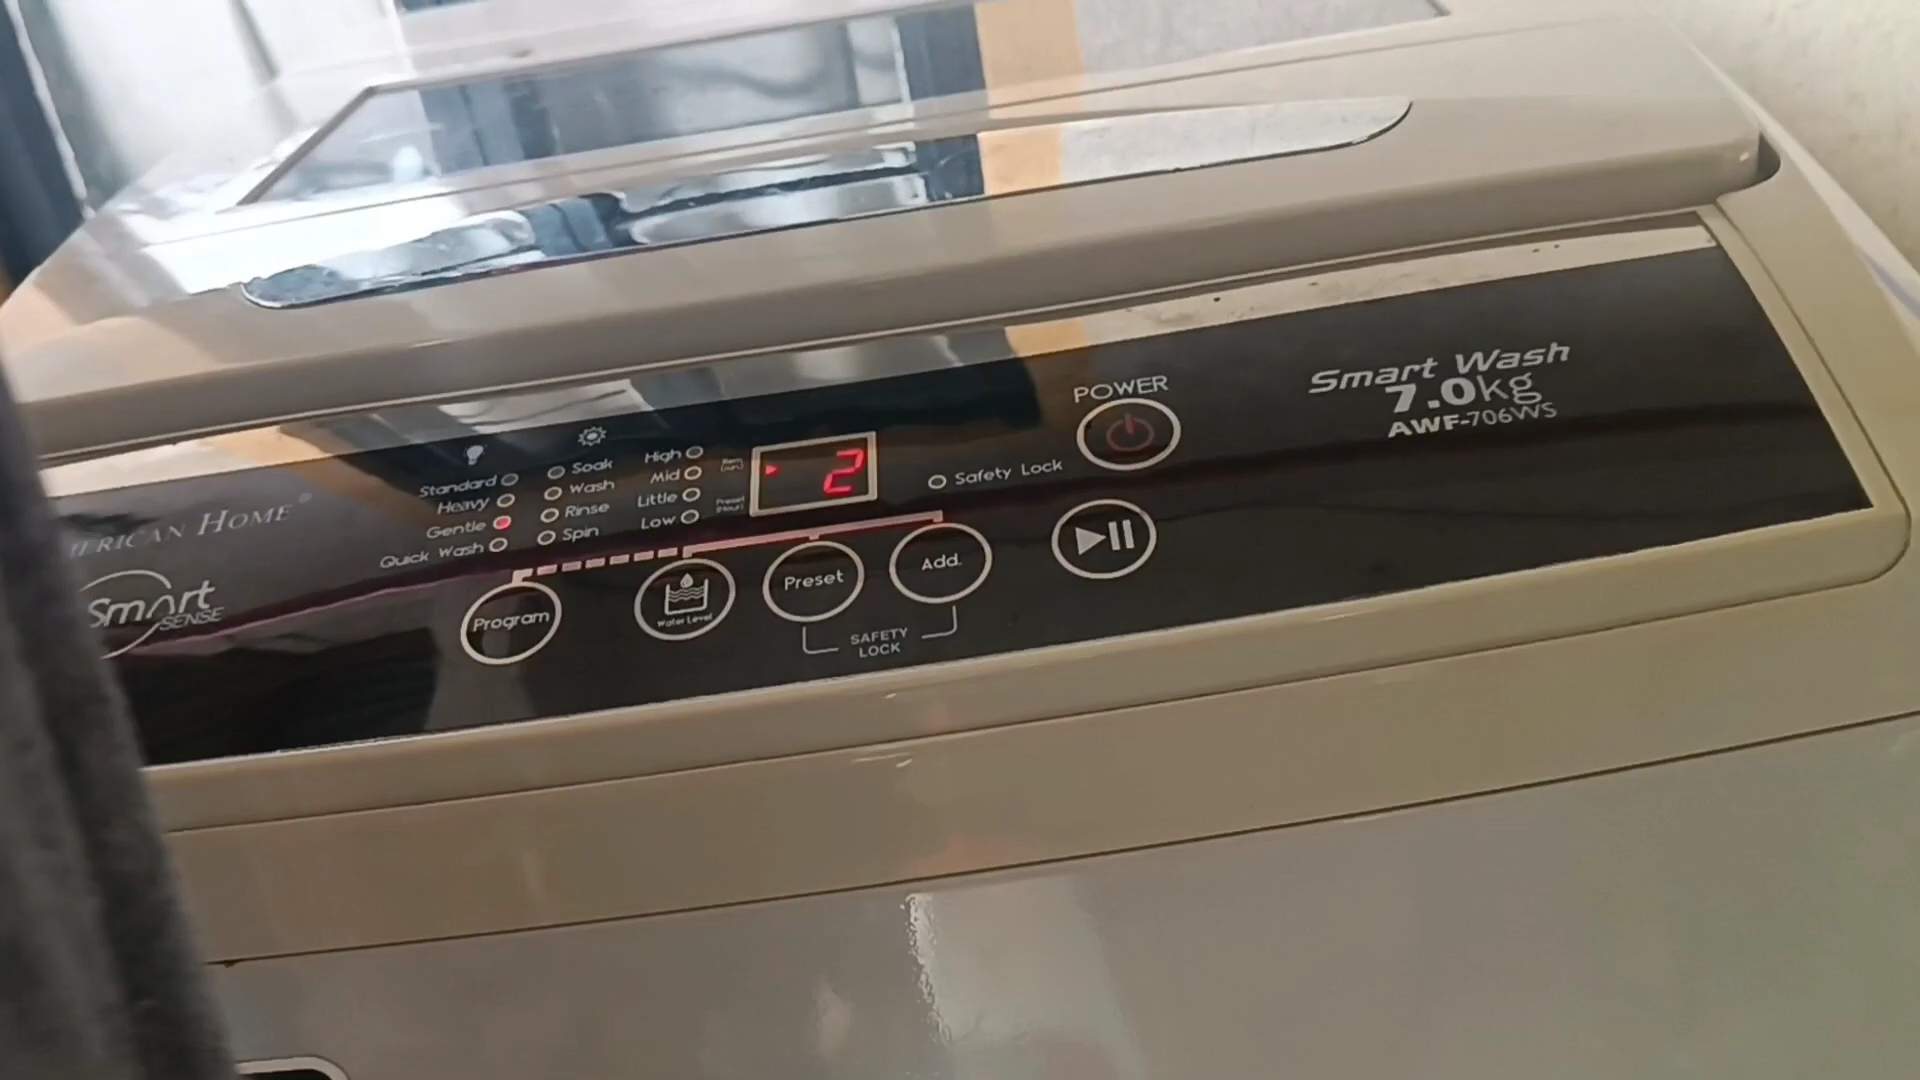 POWER
Smart Wash
7.0kg
AWF-706WS
Standard
Heavy
Gentle
Quick Wash
Soak
Wash
Rinse
Spin
High
Mid
Little
Low
2
Safety Lock
ERICAN HOME
Smart
SENSE
Program
Water Level
Preset
Add.
SAFETY
LOCK